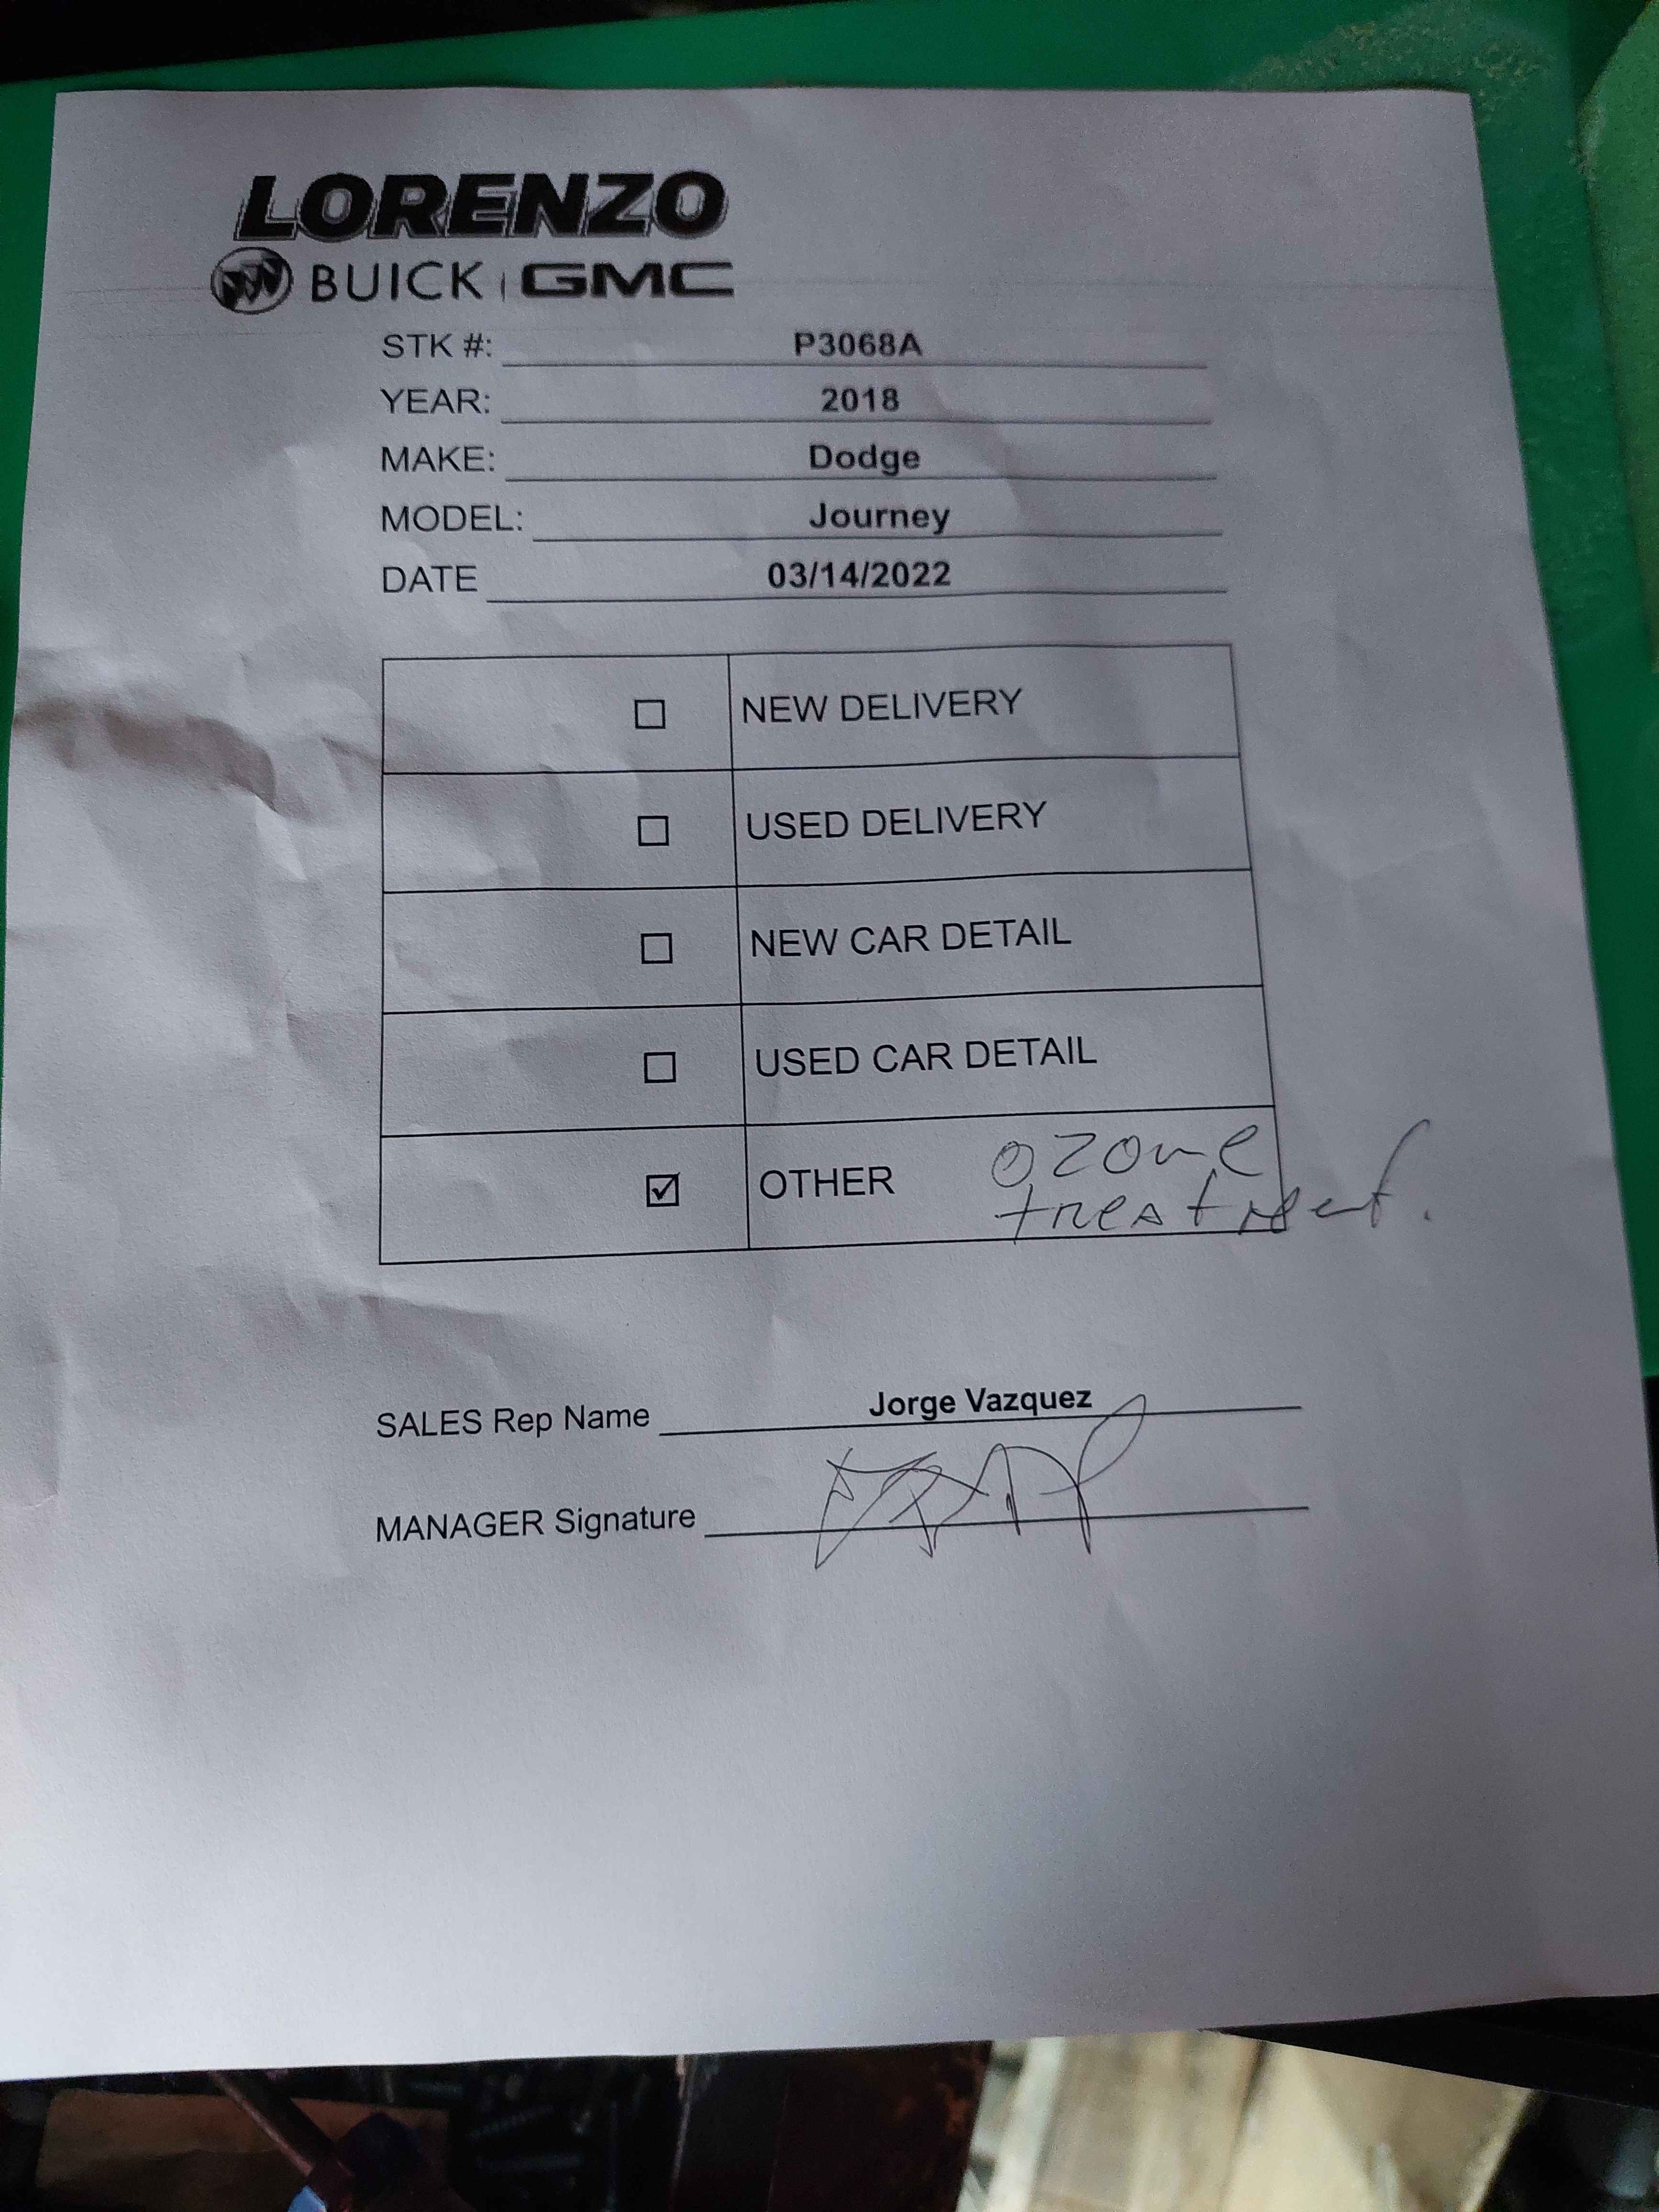 LORENZO
BUICK | GMC
STK #: P3068A
YEAR: 2018
MAKE: Dodge
MODEL: Journey
DATE 03/14/2022
☐ NEW DELIVERY
☐ USED DELIVERY
☐ NEW CAR DETAIL
☐ USED CAR DETAIL
☑ OTHER ozone
treatment.
SALES Rep Name Jorge Vazquez
MANAGER Signature